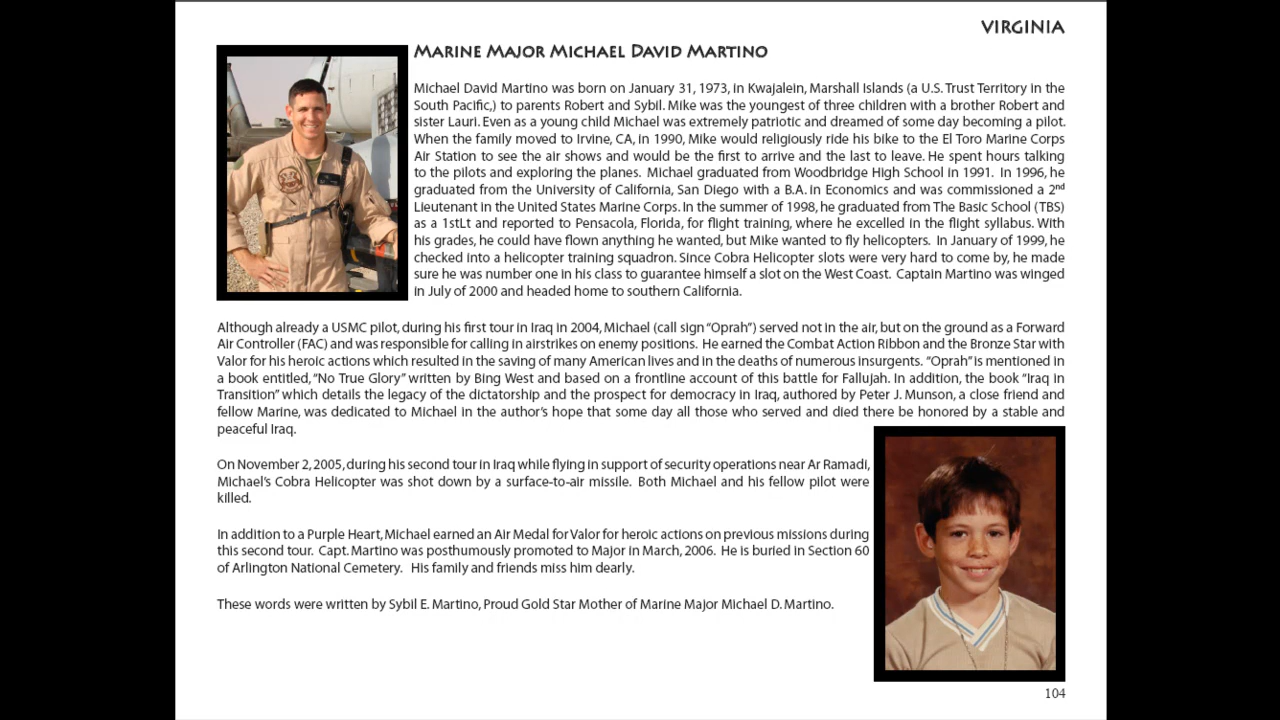 VIRGINIA
MARINE MAJOR MICHAEL DAVID MARTINO
Michael David Martino was born on January 31, 1973, in Kwajalein, Marshall Islands (a U.S. Trust Territory in the
South Pacific,) to parents Robert and Sybil. Mike was the youngest of three children with a brother Robert and
sister Lauri. Even as a young child Michael was extremely patriotic and dreamed of some day becoming a pilot.
When the family moved to Irvine, CA, in 1990, Mike would religiously ride his bike to the El Toro Marine Corps
Air Station to see the air shows and would be the first to arrive and the last to leave. He spent hours talking
to the pilots and exploring the planes. Michael graduated from Woodbridge High School in 1991. In 1996, he
graduated from the University of California, San Diego with a B.A. in Economics and was commissioned a 2nd
Lieutenant in the United States Marine Corps. In the summer of 1998, he graduated from The Basic School (TBS)
as a 1stLt and reported to Pensacola, Florida, for flight training, where he excelled in the flight syllabus. With
his grades, he could have flown anything he wanted, but Mike wanted to fly helicopters. In January of 1999, he
checked into a helicopter training squadron. Since Cobra Helicopter slots were very hard to come by, he made
sure he was number one in his class to guarantee himself a slot on the West Coast. Captain Martino was winged
in July of 2000 and headed home to southern California.
Although already a USMC pilot, during his first tour in Iraq in 2004, Michael (call sign “Oprah”) served not in the air, but on the ground as a Forward
Air Controller (FAC) and was responsible for calling in airstrikes on enemy positions. He earned the Combat Action Ribbon and the Bronze Star with
Valor for his heroic actions which resulted in the saving of many American lives and in the deaths of numerous insurgents. “Oprah” is mentioned in
a book entitled, “No True Glory” written by Bing West and based on a frontline account of this battle for Fallujah. In addition, the book “Iraq in
Transition” which details the legacy of the dictatorship and the prospect for democracy in Iraq, authored by Peter J. Munson, a close friend and
fellow Marine, was dedicated to Michael in the author’s hope that some day all those who served and died there be honored by a stable and
peaceful Iraq.
On November 2, 2005, during his second tour in Iraq while flying in support of security operations near Ar Ramadi,
Michael’s Cobra Helicopter was shot down by a surface-to-air missile. Both Michael and his fellow pilot were
killed.
In addition to a Purple Heart, Michael earned an Air Medal for Valor for heroic actions on previous missions during
this second tour. Capt. Martino was posthumously promoted to Major in March, 2006. He is buried in Section 60
of Arlington National Cemetery. His family and friends miss him dearly.
These words were written by Sybil E. Martino, Proud Gold Star Mother of Marine Major Michael D. Martino.
104